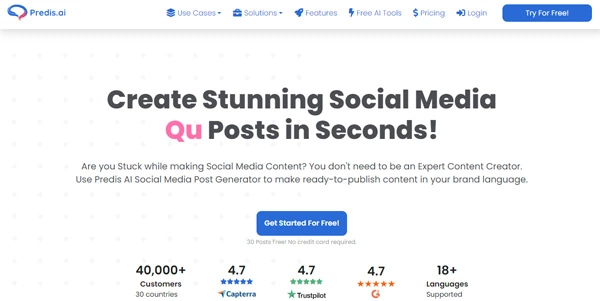 Predis.ai Use Cases Solutions Features Free AI Tools Pricing Login Try For Free!
Create Stunning Social Media
Qu Posts in Seconds!
Are you Stuck while making Social Media Content? You don't need to be an Expert Content Creator.
Use Predis AI Social Media Post Generator to make ready-to-publish content in your brand language.
Get Started For Free!
30 Posts Free! No credit card required.
40,000+ 4.7 4.7 4.7 18+
Customers Languages
30 countries Capterra Trustpilot G Supported